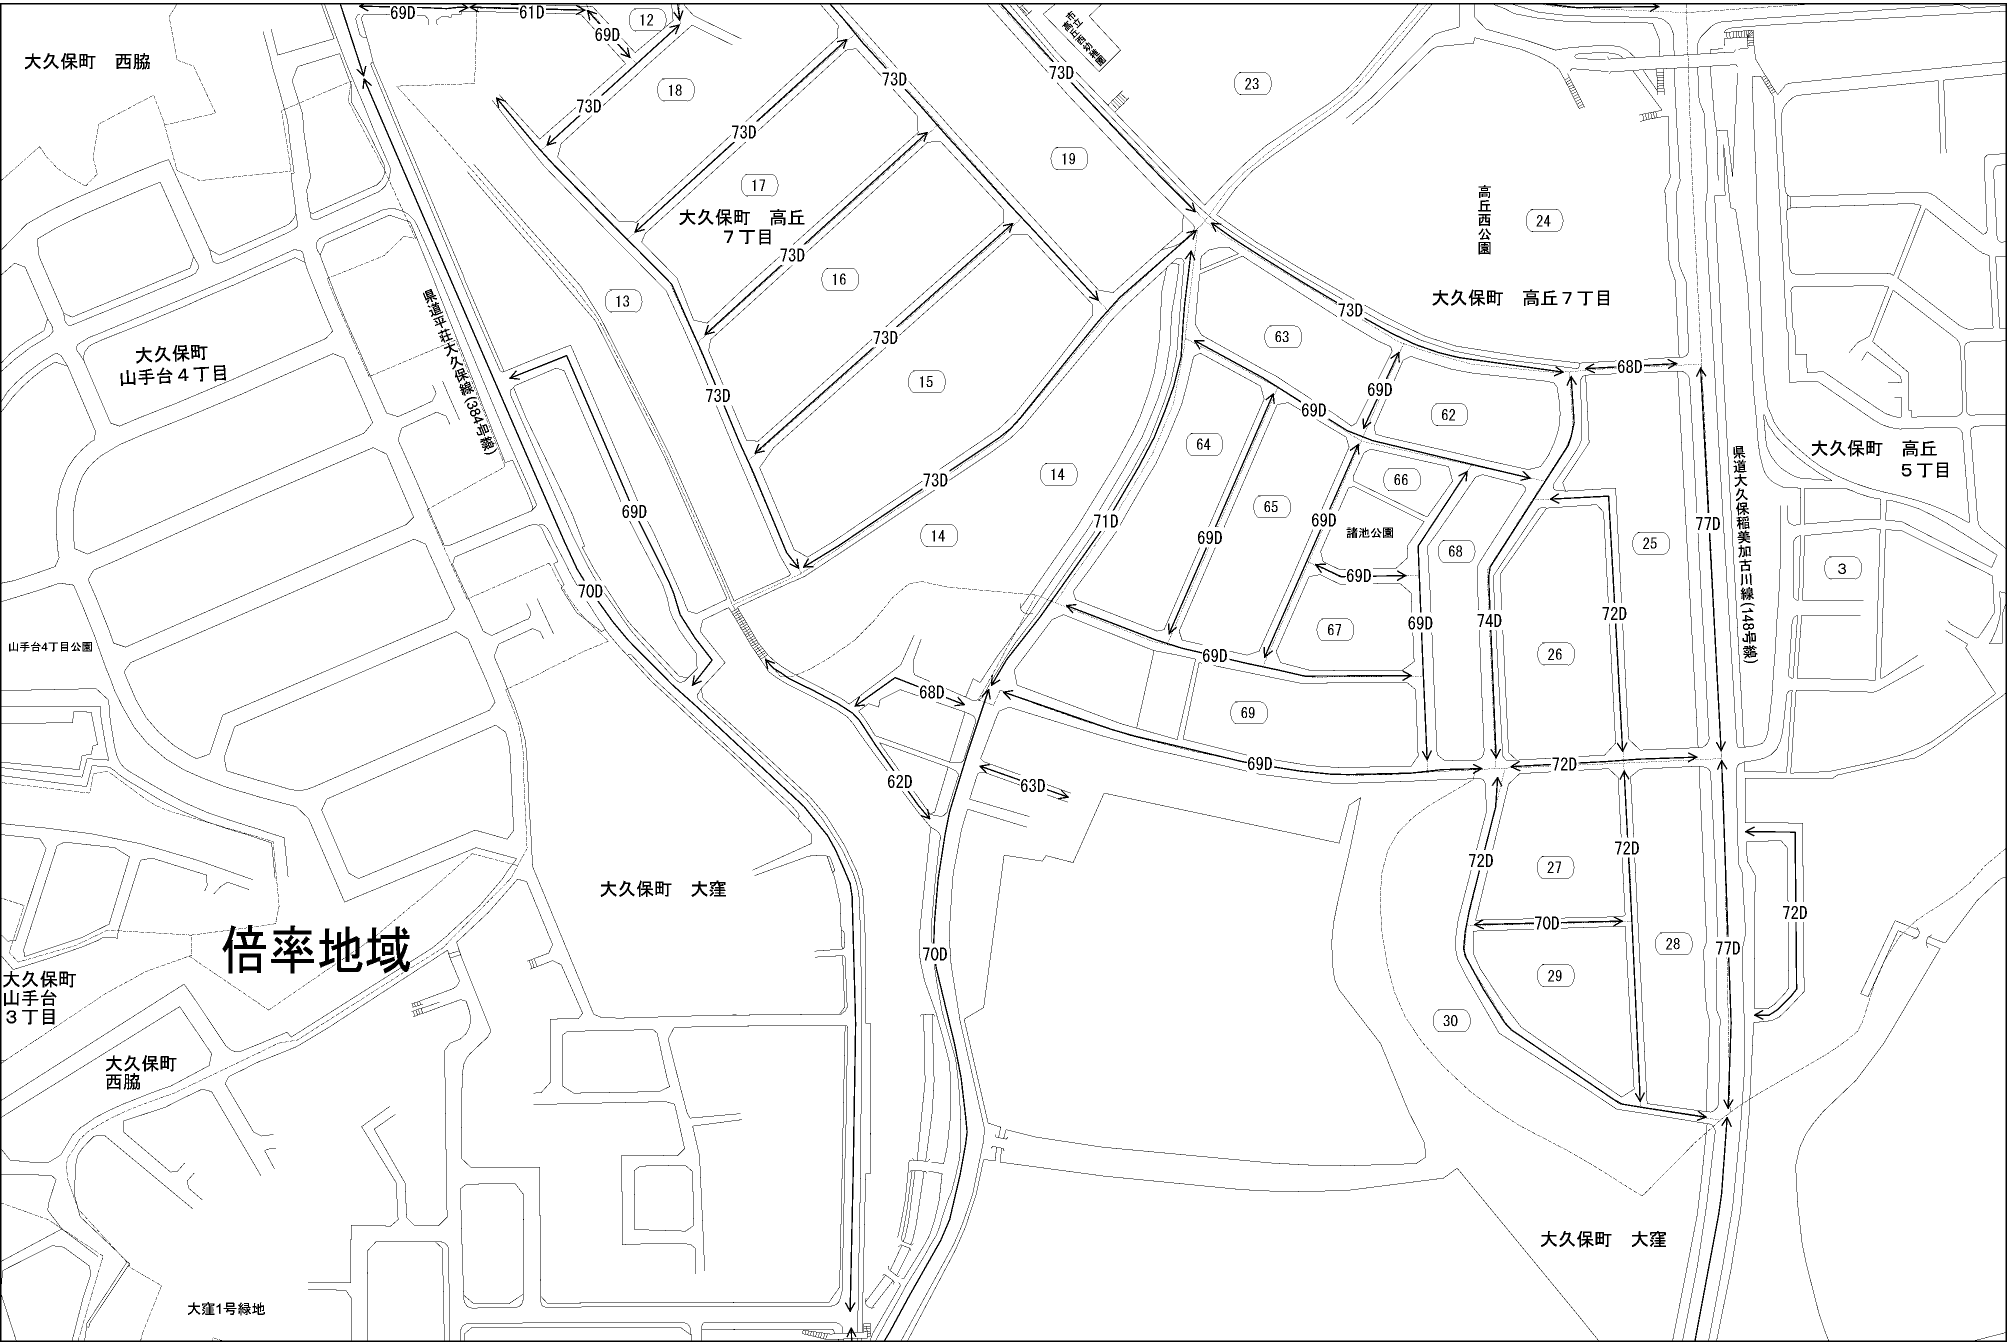 69D
61D
69D
12
高丘西幼稚園
市立
大久保町 西脇
18
73D
73D
73D
73D
23
19
17
大久保町 高丘
7丁目
73D
16
高丘西公園
24
13
県道平荘大久保線(384号線)
大久保町 高丘7丁目
73D
63
大久保町
山手台4丁目
73D
15
73D
69D
69D
68D
62
64
14
73D
66
大久保町 高丘
5丁目
県道大久保稲美加古川線(148号線)
69D
71D
65
69D
77D
14
69D
諸池公園
68
25
3
70D
69D
72D
山手台4丁目公園
67
69D
74D
69D
26
68D
69
62D
63D
69D
72D
72D
72D
27
大久保町 大窪
72D
倍率地域
70D
70D
28
77D
大久保町
山手台
3丁目
29
30
大久保町
西脇
大久保町 大窪
大窪1号緑地